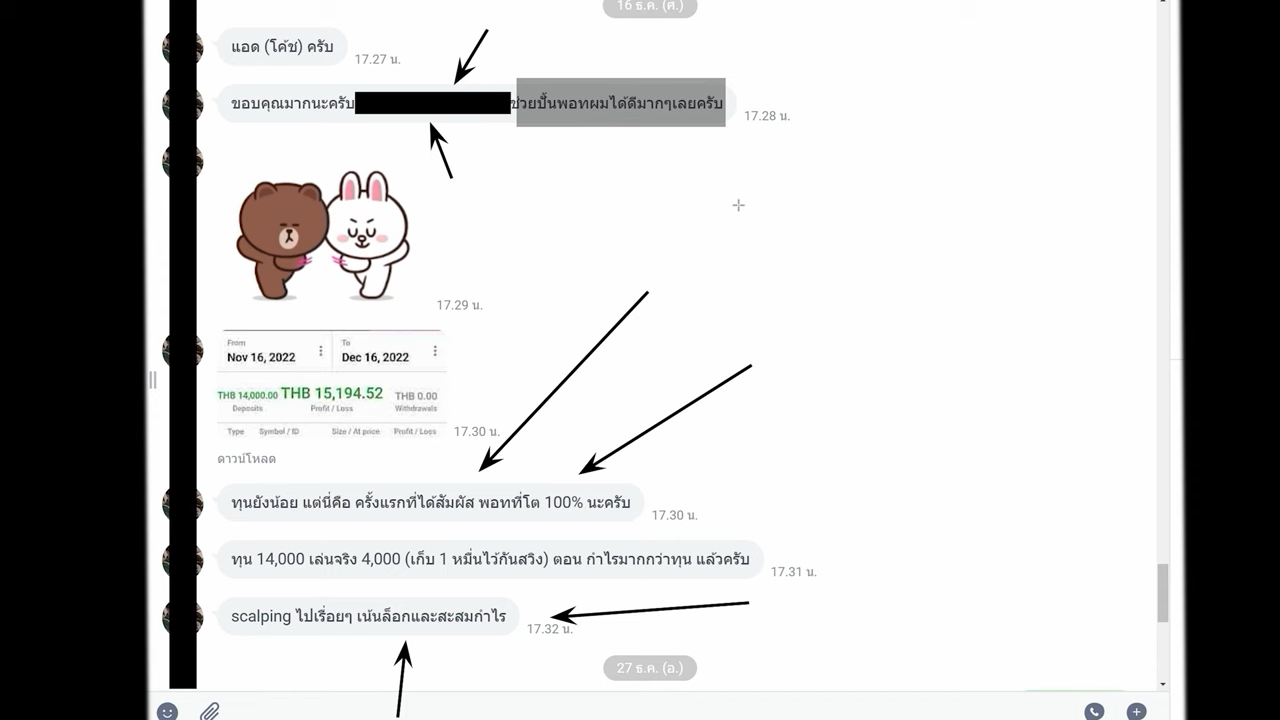 16 ธ.ค. (ศ.)
แอด (โค้ช) ครับ
17.27 น.
ขอบคุณมากนะครับ
ช่วยปั้นพอทผมได้ดีมากๆเลยครับ
17.28 น.
17.29 น.
From
To
Nov 16, 2022
Dec 16, 2022
THB 14,000.00 THB 15,194.52 THB 0.00
Deposits Profit / Loss Withdrawals
Type Symbol / ID Size / At price Profit / Loss
17.30 น.
ดาวน์โหลด
ทุนยังน้อย แต่นี่คือ ครั้งแรกที่ได้สัมผัส พอทที่โต 100% นะครับ
17.30 น.
ทุน 14,000 เล่นจริง 4,000 (เก็บ 1 หมื่นไว้กันสวิง) ตอน กำไรมากกว่าทุน แล้วครับ
17.31 น.
scalping ไปเรื่อยๆ เน้นล็อกและสะสมกำไร
17.32 น.
27 ธ.ค. (อ.)